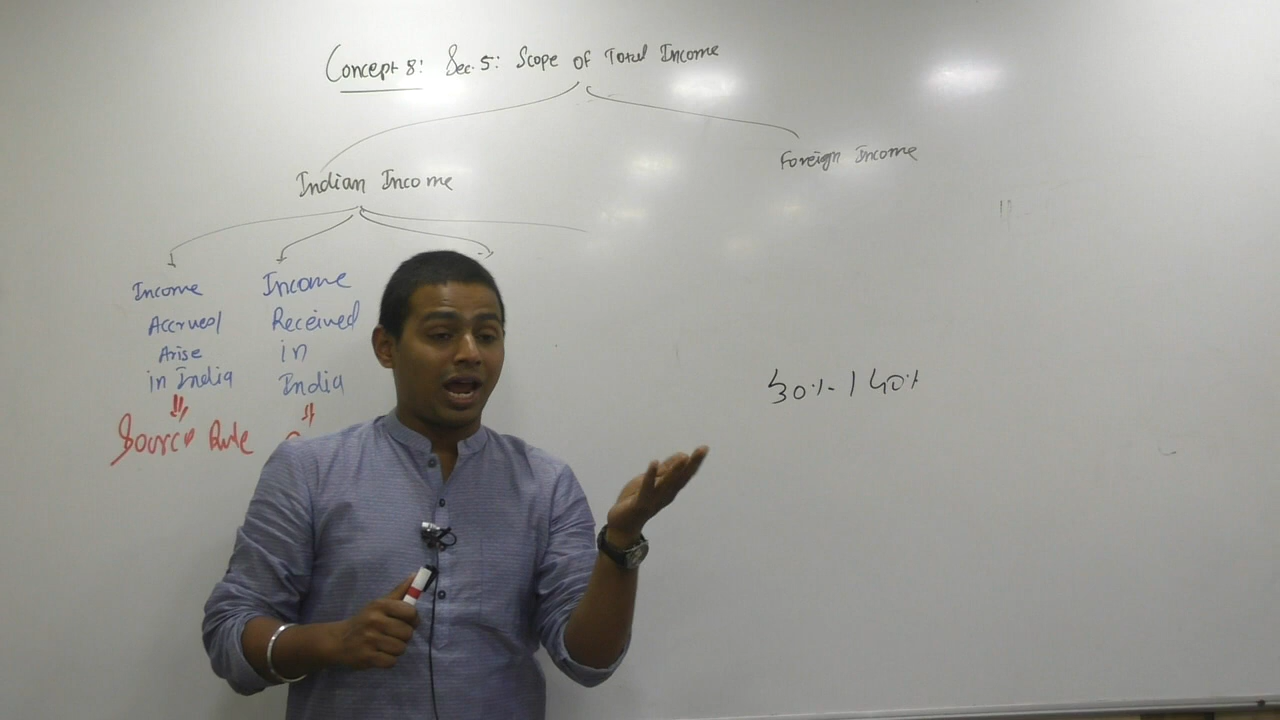 Concept 8: Sec. 5: Scope of Total Income
Indian Income
Foreign Income
Income
Accrued/
Arise
in India
Source Rule
Income
Received
in
India
30% / 40%